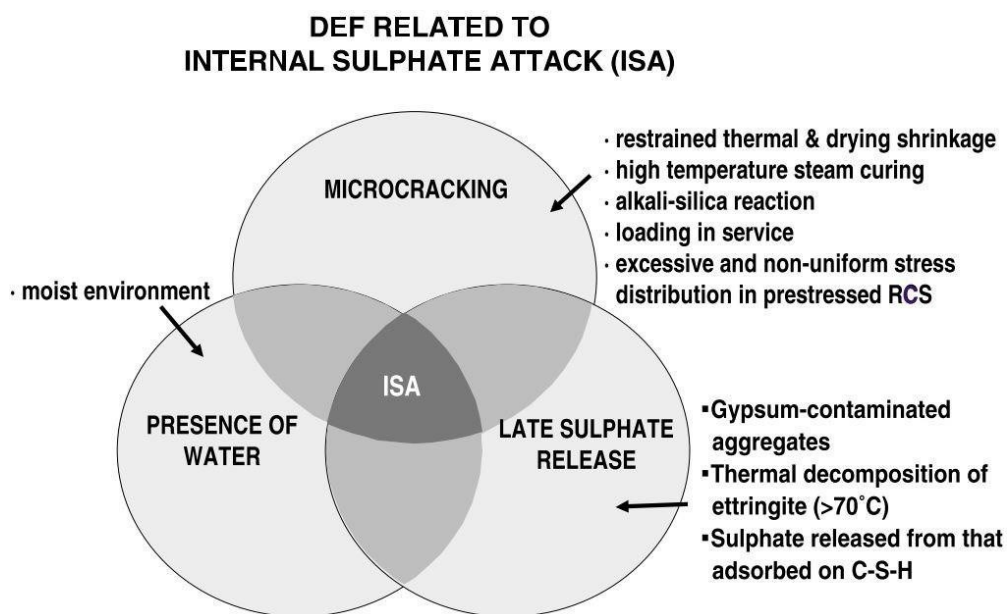 DEF RELATED TO
INTERNAL SULPHATE ATTACK (ISA)
MICROCRACKING
· restrained thermal & drying shrinkage
· high temperature steam curing
· alkali-silica reaction
· loading in service
· excessive and non-uniform stress
distribution in prestressed RCS
· moist environment
ISA
PRESENCE OF
WATER
LATE SULPHATE
RELEASE
▪Gypsum-contaminated
aggregates
▪Thermal decomposition of
ettringite (>70˚C)
▪Sulphate released from that
adsorbed on C-S-H